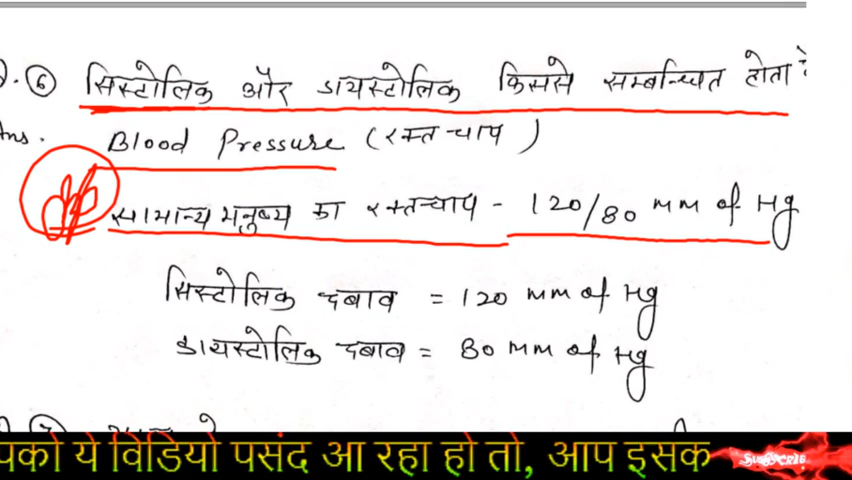 . ⑥ सिस्टोलिक और डायस्टोलिक किससे सम्बन्धित होता है
Ans. Blood Pressure (रक्त चाप)
सामान्य मनुष्य का रक्तचाप - 120/80 mm of Hg
सिस्टोलिक दबाव = 120 mm of Hg
डायस्टोलिक दबाव = 80 mm of Hg
पको ये विडियो पसंद आ रहा हो तो, आप इसक
SUBSCRIBE